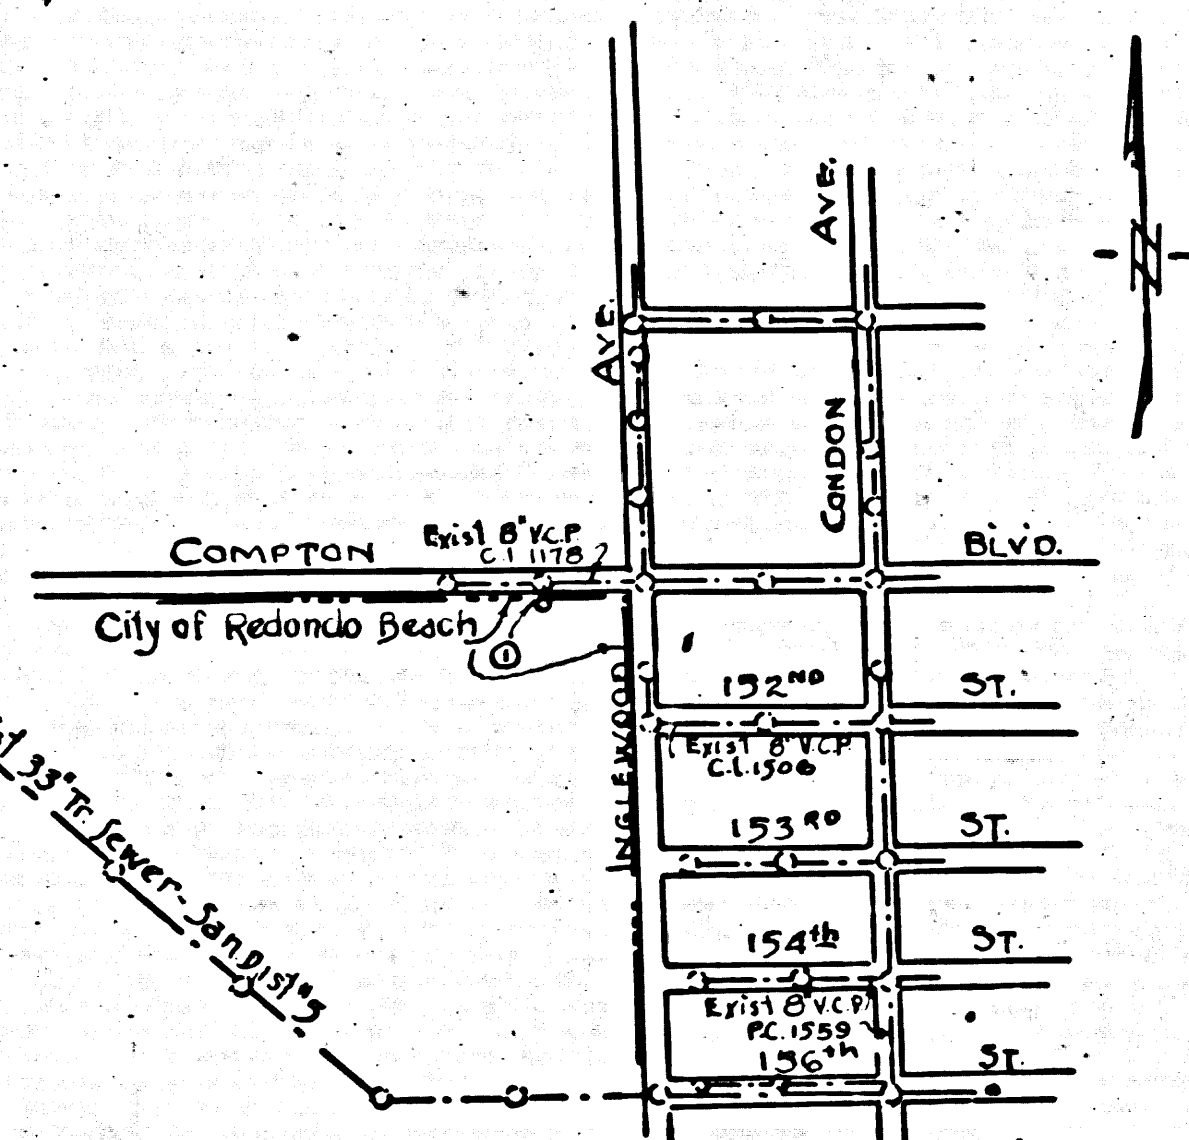 AVE.
AVE.
CONDON
Exist 8" V.C.P.
C.I. 1178
COMPTON
BLVD.
City of Redondo Beach
1
INGLEWOOD
152ND ST.
Exist 8" V.C.P.
C.I. 1506
33" Tr. Sewer - San Dist #5
153RD ST.
154th ST.
Exist 8" V.C.P.
P.C. 1559
156th ST.
N